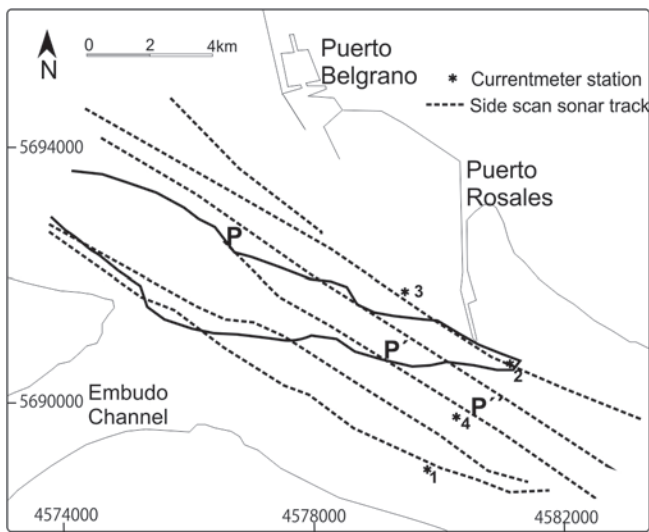 0 2 4km
N
Puerto
Belgrano
* Currentmeter station
Side scan sonar track
5694000
Puerto
Rosales
P
3
P'
2
Embudo
Channel
5690000
P''
4
1
4574000 4578000 4582000